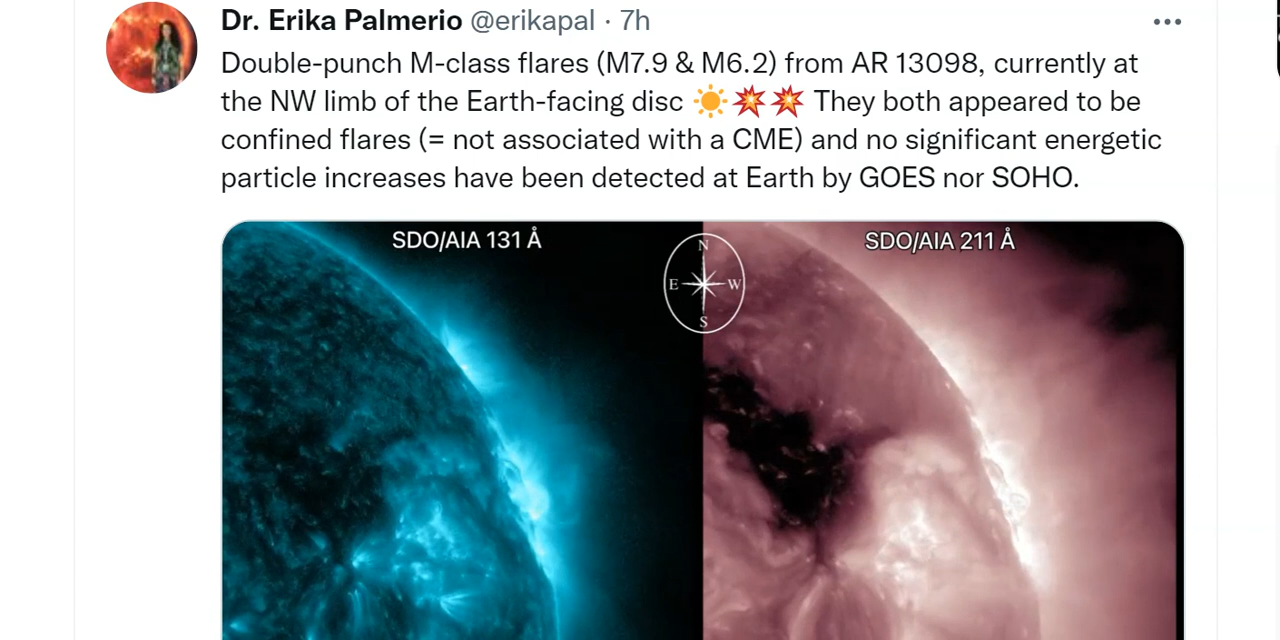 Dr. Erika Palmerio @erikapal · 7h
Double-punch M-class flares (M7.9 & M6.2) from AR 13098, currently at
the NW limb of the Earth-facing disc ☀️💥💥 They both appeared to be
confined flares (= not associated with a CME) and no significant energetic
particle increases have been detected at Earth by GOES nor SOHO.
SDO/AIA 131 Å
SDO/AIA 211 Å
N
E W
S